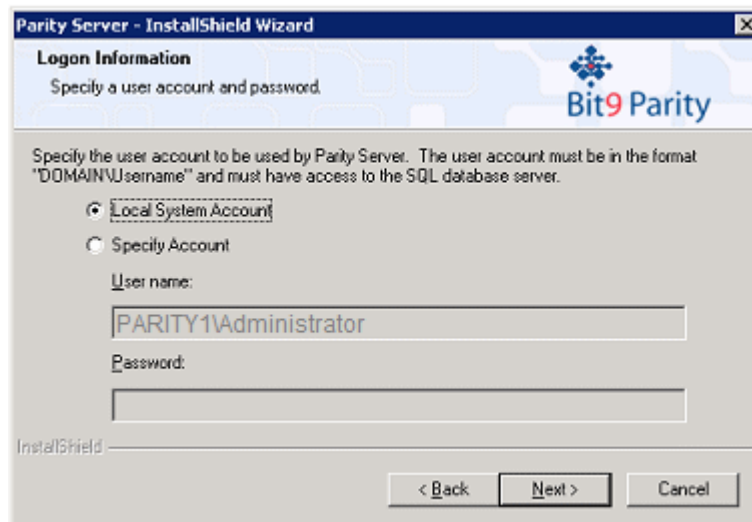 Parity Server - InstallShield Wizard
Logon Information
Specify a user account and password.
Bit9 Parity
Specify the user account to be used by Parity Server. The user account must be in the format
"DOMAIN\Username" and must have access to the SQL database server.
Local System Account
Specify Account
User name:
PARITY1\Administrator
Password:
InstallShield
< Back
Next >
Cancel